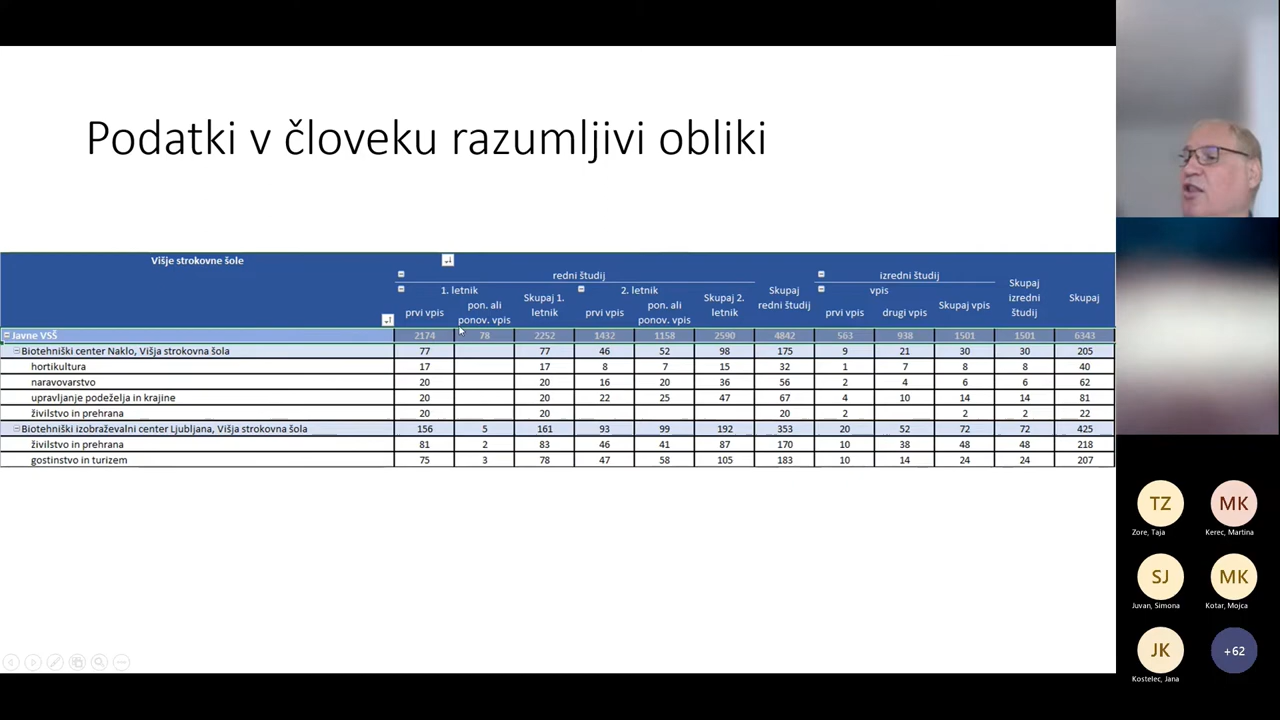 Podatki v človeku razumljivi obliki
Višje strokovne šole
redni študij izredni študij
1. letnik 2. letnik vpis
prvi vpis pon. ali ponov. vpis Skupaj 1. letnik prvi vpis pon. ali ponov. vpis Skupaj 2. letnik Skupaj redni študij prvi vpis drugi vpis Skupaj vpis Skupaj izredni študij Skupaj
Javne VSŠ 2174 78 2252 1432 1158 2590 4842 563 938 1501 1501 6343
Biotehniški center Naklo, Višja strokovna šola 77 77 46 52 98 175 9 21 30 30 205
hortikultura 17 17 8 7 15 32 1 7 8 8 40
naravovarstvo 20 20 16 20 36 56 2 4 6 6 62
upravljanje podeželja in krajine 20 20 22 25 47 67 4 10 14 14 81
živilstvo in prehrana 20 20 20 2 2 2 22
Biotehniški izobraževalni center Ljubljana, Višja strokovna šola 156 5 161 93 99 192 353 20 52 72 72 425
živilstvo in prehrana 81 2 83 46 41 87 170 10 38 48 48 218
gostinstvo in turizem 75 3 78 47 58 105 183 10 14 24 24 207
TZ MK
Zore, Taja Kerec, Martina
SJ MK
Juvan, Simona Kotar, Mojca
JK +62
Kostelec, Jana